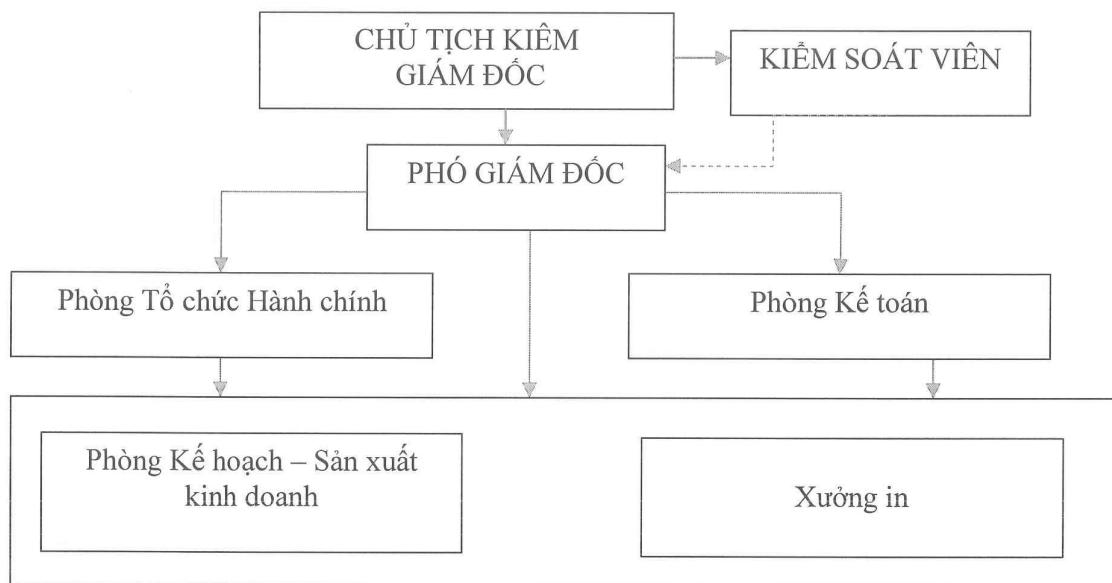 CHỦ TỊCH KIÊM
GIÁM ĐỐC
KIỂM SOÁT VIÊN
PHÓ GIÁM ĐỐC
Phòng Tổ chức Hành chính
Phòng Kế toán
Phòng Kế hoạch – Sản xuất
kinh doanh
Xưởng in